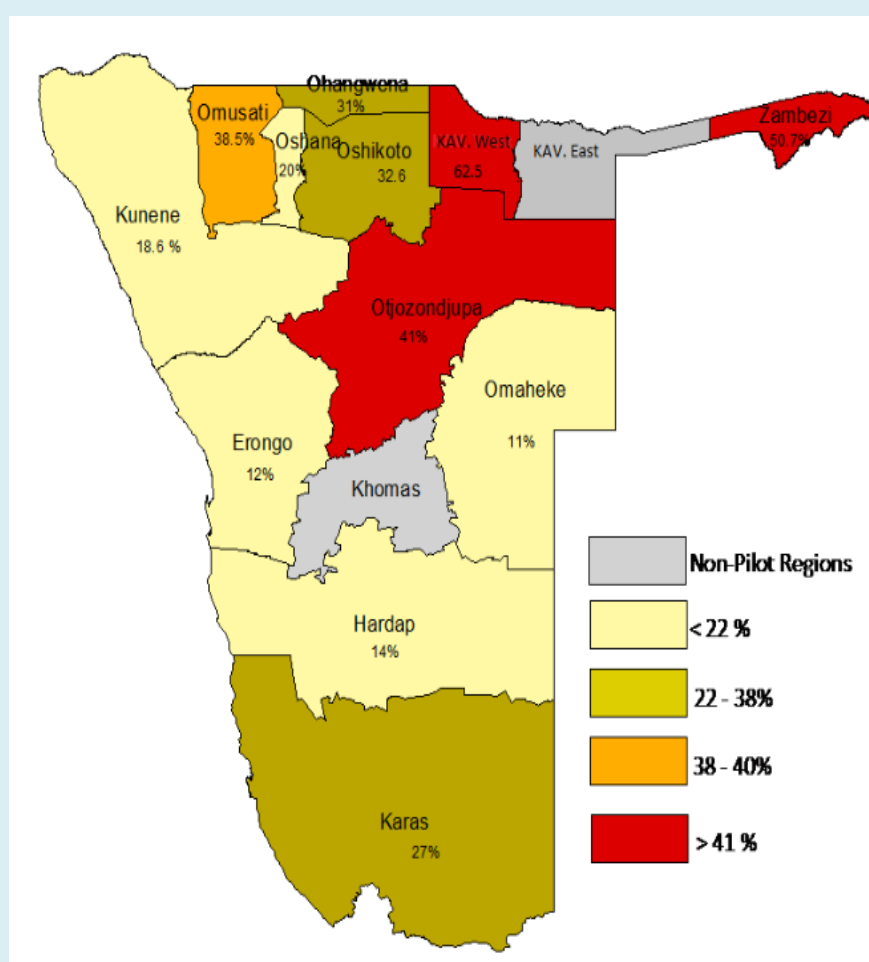 Ohangwena
31%
Omusati
38.5%
Oshana
20%
Oshikoto
32.6
KAV. West
62.5
KAV. East
Zambezi
50.7%
Kunene
18.6 %
Otjozondjupa
41%
Omaheke
11%
Erongo
12%
Khomas
Hardap
14%
Karas
27%
Non-Pilot Regions
< 22 %
22 - 38%
38 - 40%
> 41 %